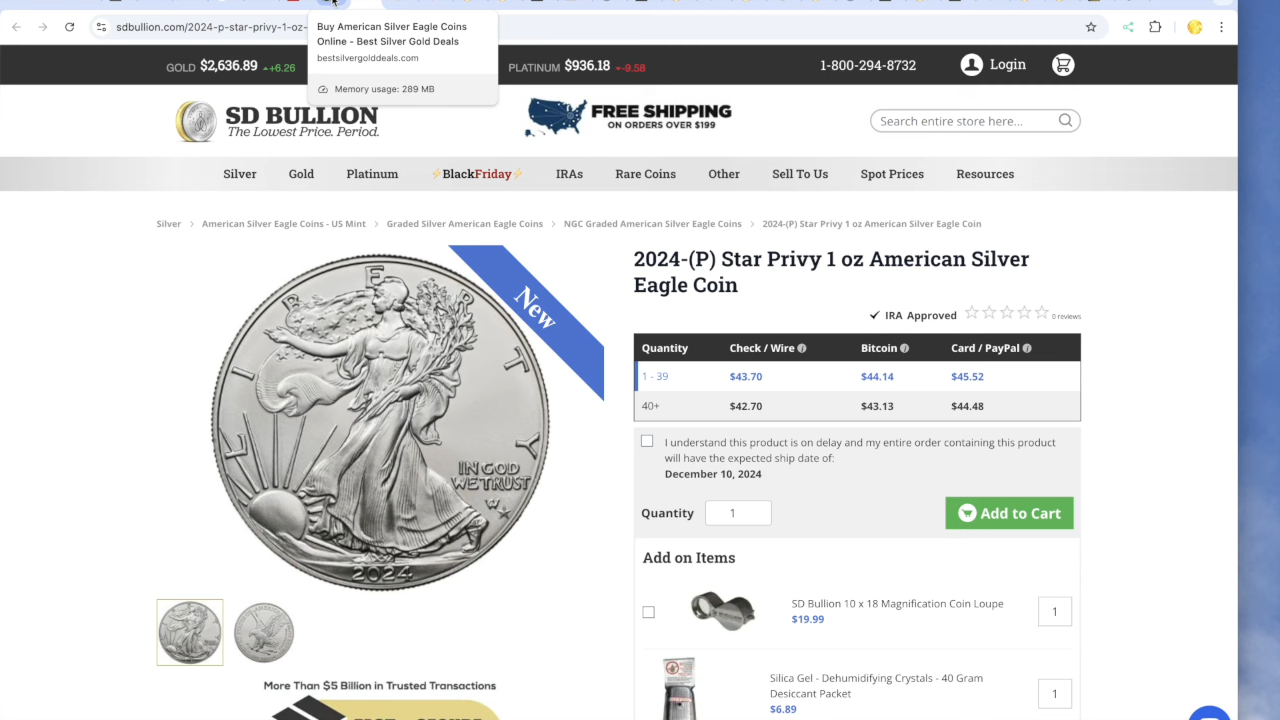 sdbullion.com/2024-p-star-privy-1-oz-
Buy American Silver Eagle Coins
Online - Best Silver Gold Deals
bestsilvergolddeals.com
Memory usage: 289 MB
GOLD $2,636.89 +6.26
PLATINUM $936.18 -9.58
1-800-294-8732
Login
SD BULLION
The Lowest Price. Period.
FREE SHIPPING
ON ORDERS OVER $199
Search entire store here...
Silver Gold Platinum ⚡BlackFriday⚡ IRAs Rare Coins Other Sell To Us Spot Prices Resources
Silver > American Silver Eagle Coins - US Mint > Graded Silver American Eagle Coins > NGC Graded American Silver Eagle Coins > 2024-(P) Star Privy 1 oz American Silver Eagle Coin
New
LIBERTY
IN GOD
WE TRUST
2024
2024-(P) Star Privy 1 oz American Silver
Eagle Coin
IRA Approved 0 reviews
Quantity Check / Wire Bitcoin Card / PayPal
1 - 39 $43.70 $44.14 $45.52
40+ $42.70 $43.13 $44.48
I understand this product is on delay and my entire order containing this product
will have the expected ship date of:
December 10, 2024
Quantity 1 Add to Cart
Add on Items
SD Bullion 10 x 18 Magnification Coin Loupe
$19.99
1
Silica Gel - Dehumidifying Crystals - 40 Gram
Desiccant Packet
$6.89
1
More Than $5 Billion in Trusted Transactions